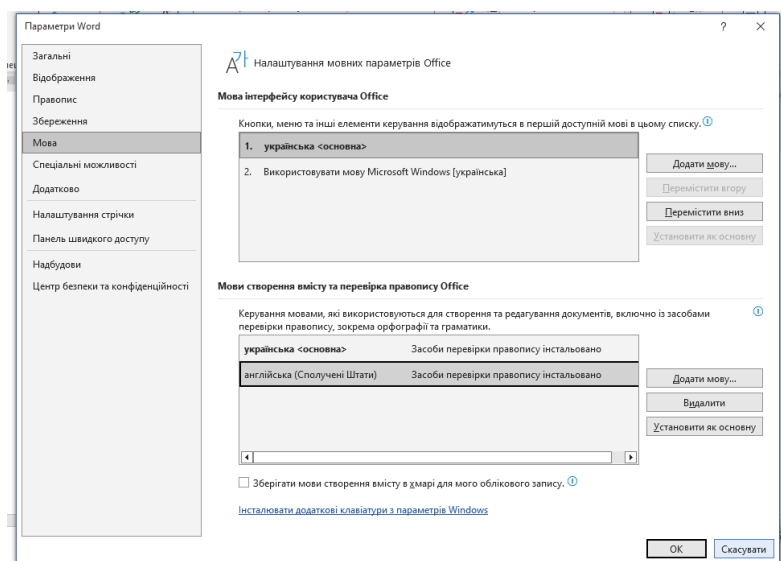 Параметри Word
? ×
Загальні
Відображення
Правопис
Збереження
Мова
Спеціальні можливості
Додатково
Налаштування стрічки
Панель швидкого доступу
Надбудови
Центр безпеки та конфіденційності
Налаштування мовних параметрів Office
Мова інтерфейсу користувача Office
Кнопки, меню та інші елементи керування відображатимуться в першій доступній мові в цьому списку.
1. українська <основна>
2. Використовувати мову Microsoft Windows [українська]
Додати мову...
Перемістити вгору
Перемістити вниз
Установити як основну
Мови створення вмісту та перевірка правопису Office
Керування мовами, які використовуються для створення та редагування документів, включно із засобами
перевірки правопису, зокрема орфографії та граматики.
українська <основна> Засоби перевірки правопису інстальовано
англійська (Сполучені Штати) Засоби перевірки правопису інстальовано
Додати мову...
Видалити
Установити як основну
Зберігати мови створення вмісту в хмарі для мого облікового запису.
Інсталювати додаткові клавіатури з параметрів Windows
ОК Скасувати